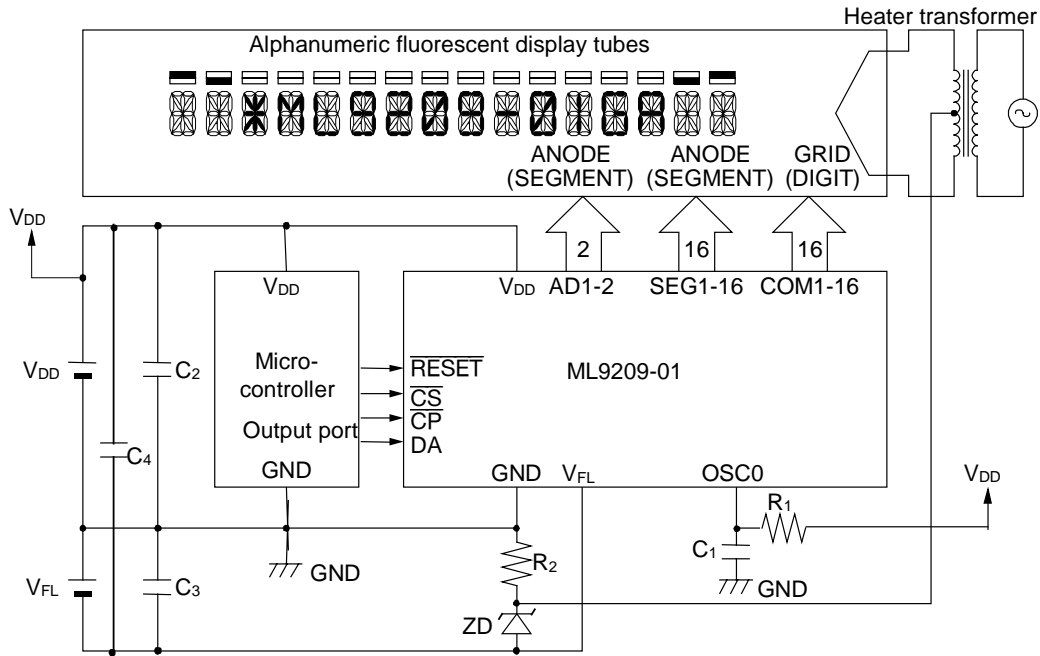 Heater transformer
Alphanumeric fluorescent display tubes
ANODE
(SEGMENT)
ANODE
(SEGMENT)
GRID
(DIGIT)
2
16
16
VDD
VDD
VDD AD1-2 SEG1-16 COM1-16
VDD
C2
C4
Micro-
controller
Output port
GND
RESET
CS
CP
DA
ML9209-01
GND VFL OSC0
VDD
R1
C1
GND
R2
GND
VFL
C3
ZD